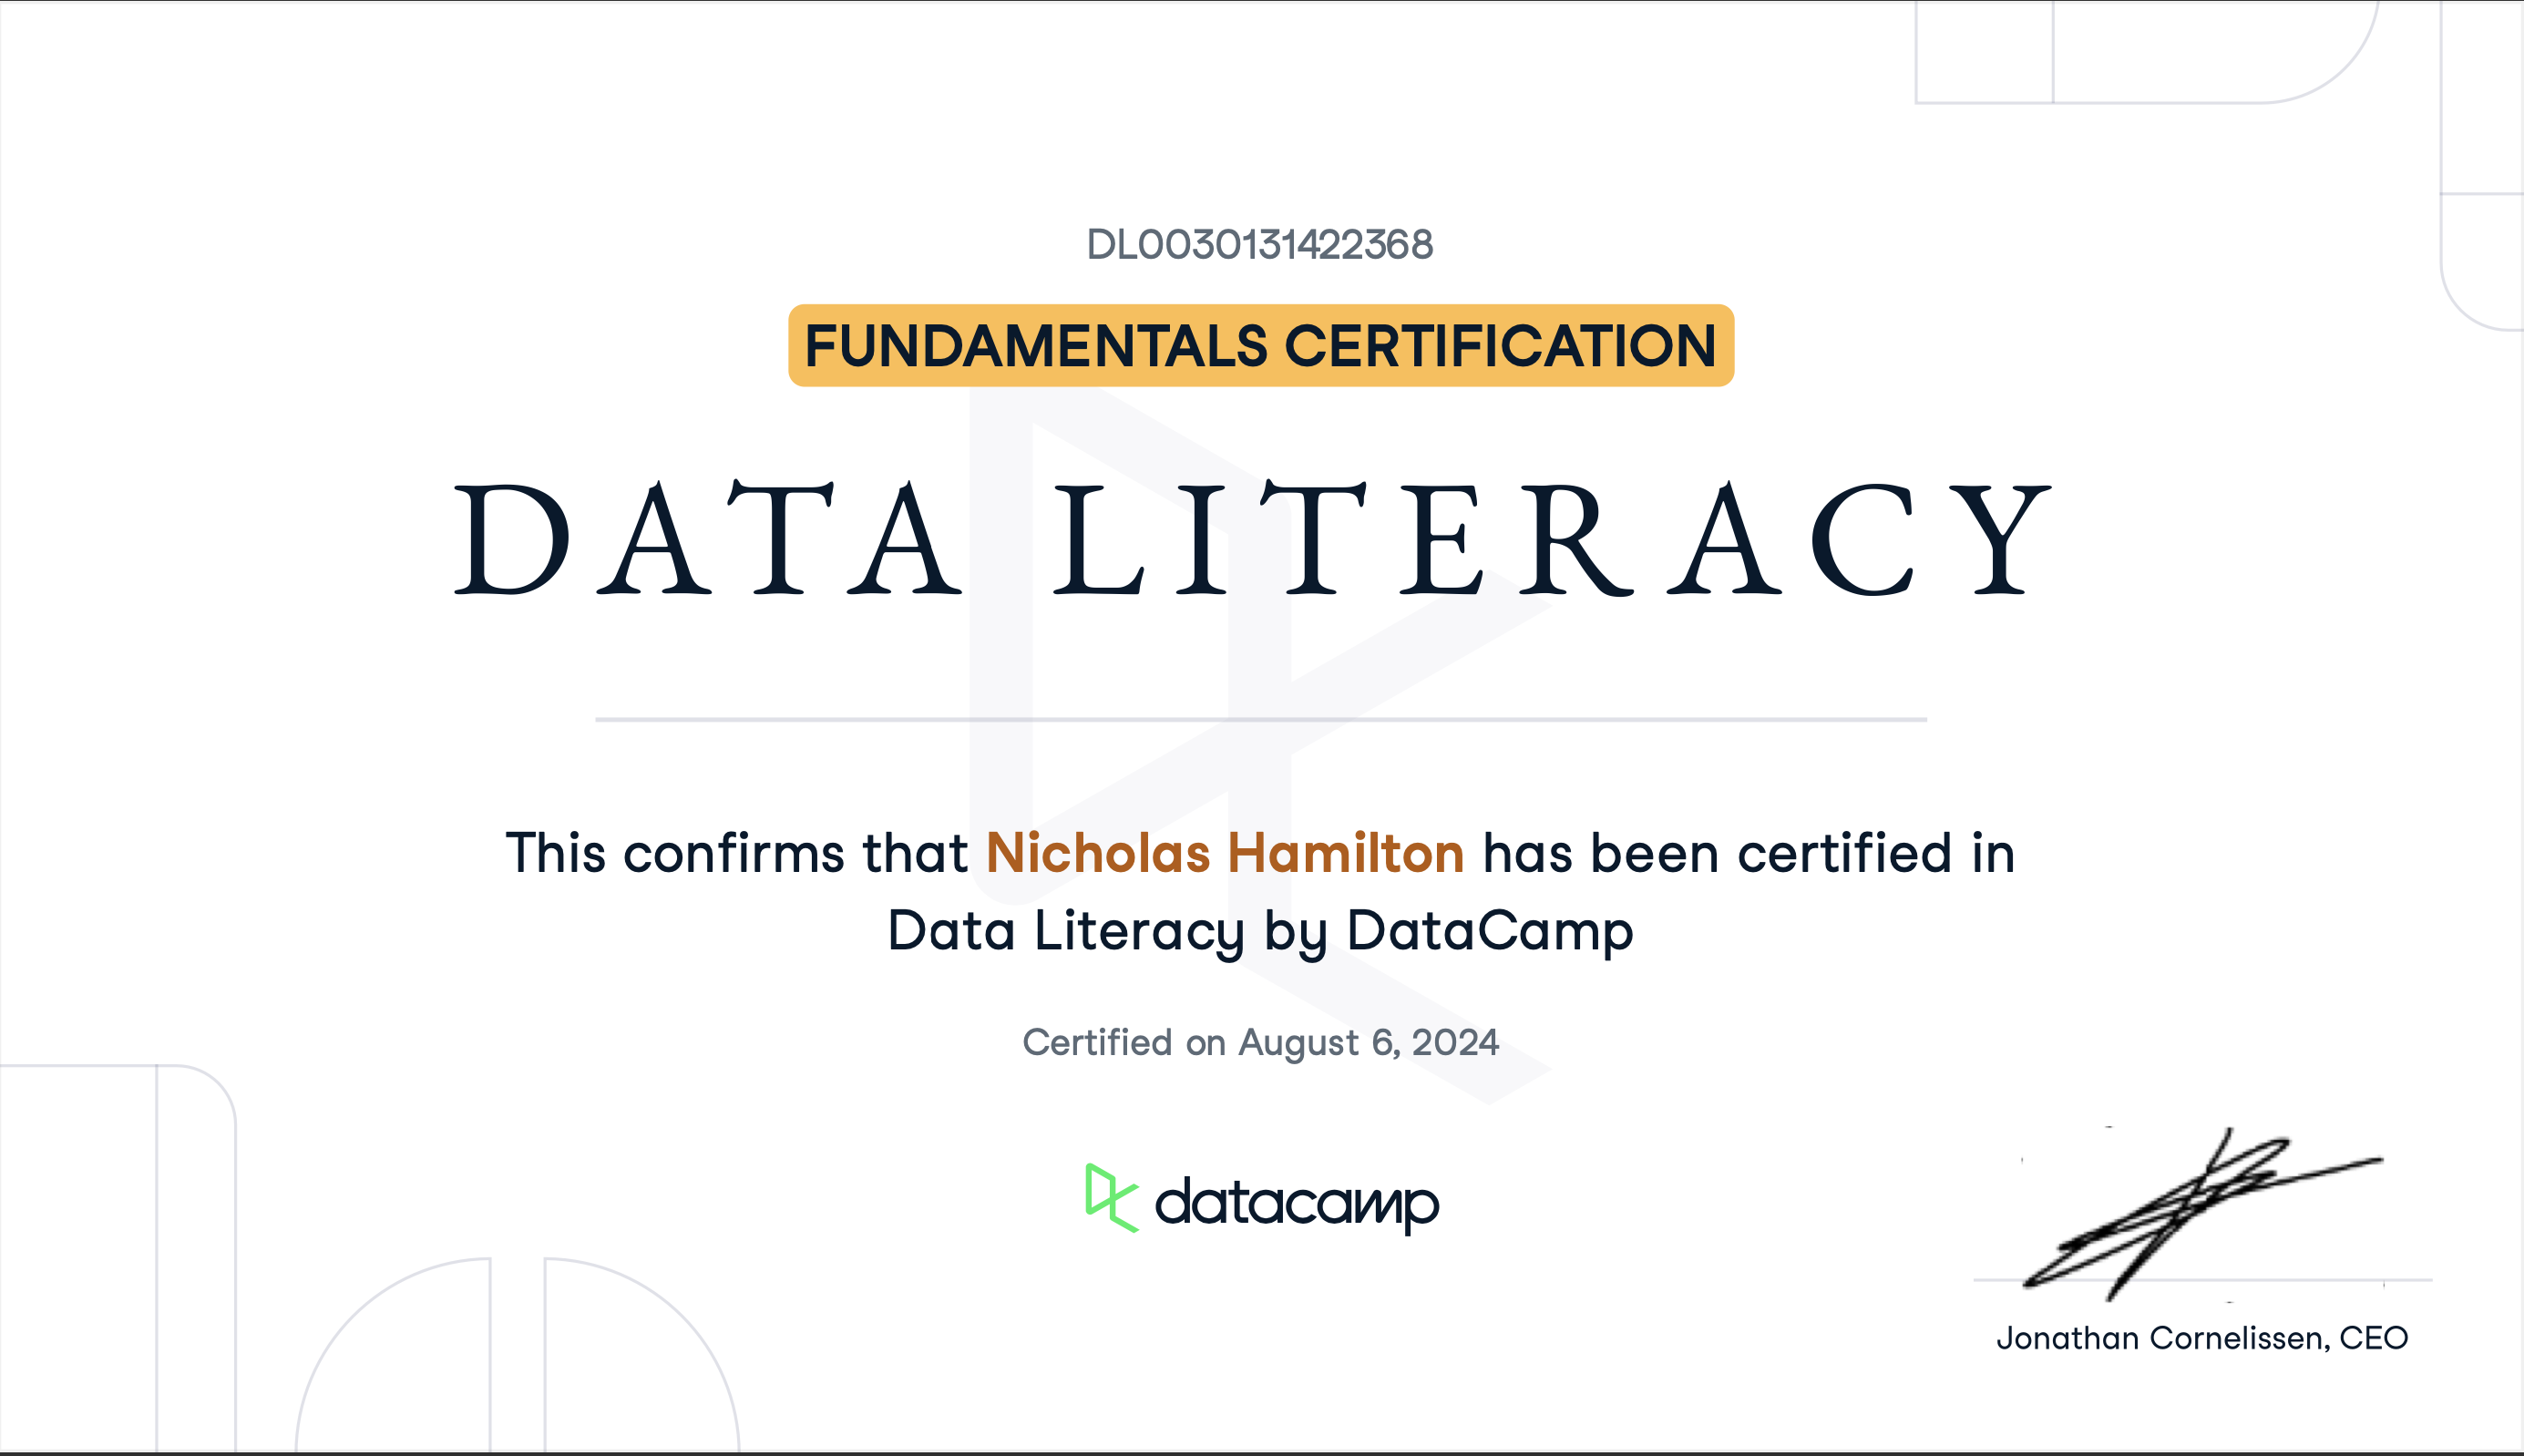 DL0030131422368
FUNDAMENTALS CERTIFICATION
DATA LITERACY
This confirms that Nicholas Hamilton has been certified in
Data Literacy by DataCamp
Certified on August 6, 2024
datacamp
Jonathan Cornelissen, CEO